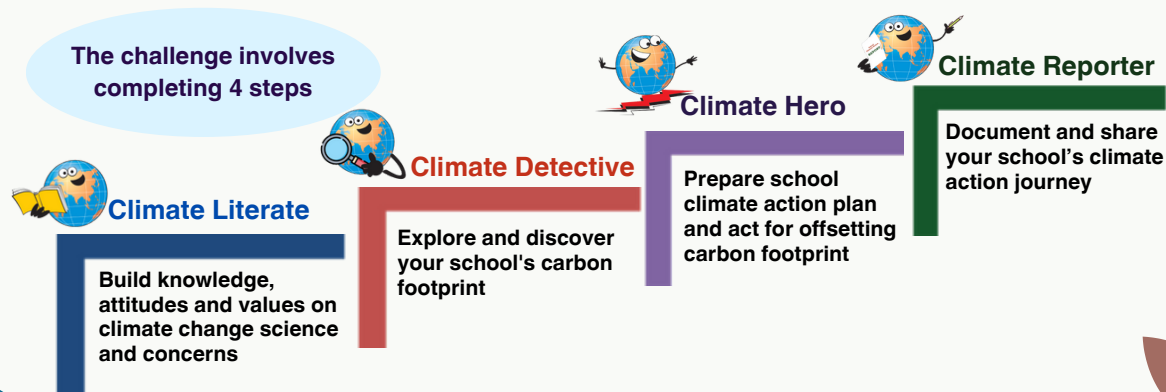 The challenge involves
completing 4 steps
Climate Literate
Build knowledge,
attitudes and values on
climate change science
and concerns
Climate Detective
Explore and discover
your school's carbon
footprint
Climate Hero
Prepare school
climate action plan
and act for offsetting
carbon footprint
Climate Reporter
Document and share
your school’s climate
action journey